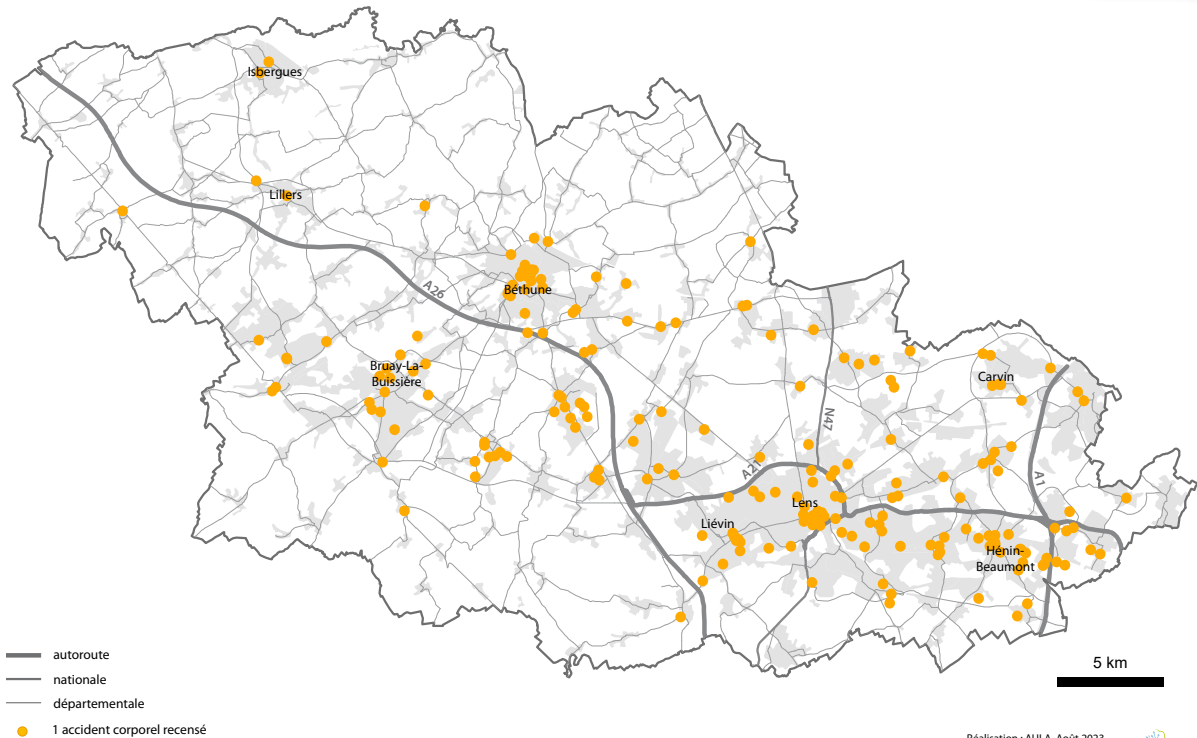 Isbergues
Lillers
A26
Béthune
Bruay-La-
Buissière
Carvin
N47
A21
A1
Lens
Liévin
Hénin-
Beaumont
autoroute
nationale
départementale
1 accident corporel recensé
5 km
Réalisation : AULA, Août 2023